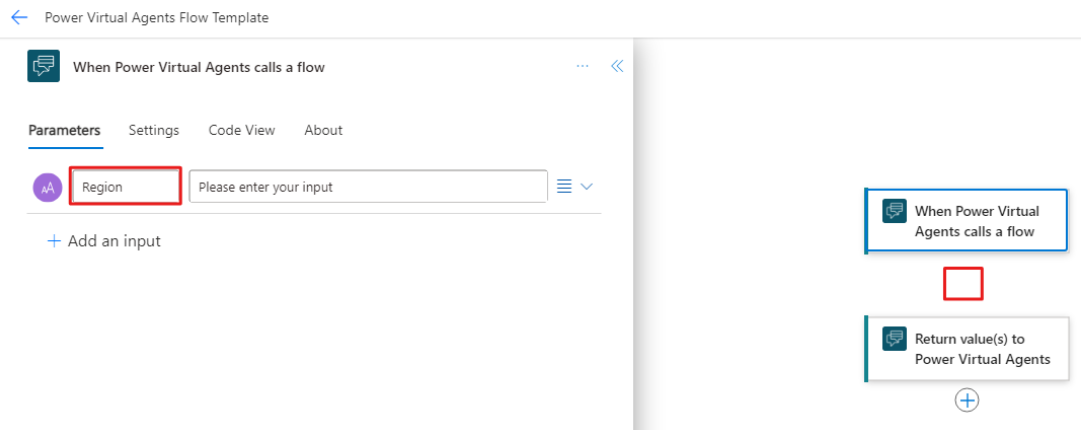 Power Virtual Agents Flow Template
When Power Virtual Agents calls a flow
Parameters Settings Code View About
AA Region Please enter your input
Add an input
When Power Virtual
Agents calls a flow
Return value(s) to
Power Virtual Agents